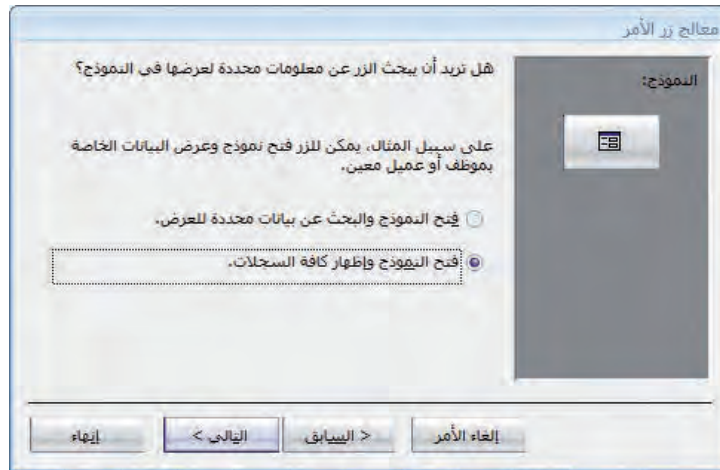 معالج زر الأمر
النموذج:
هل تريد أن يبحث الزر عن معلومات محددة لعرضها في النموذج؟
على سبيل المثال، يمكن للزر فتح نموذج وعرض البيانات الخاصة
بموظف أو عميل معين.
فتح النموذج والبحث عن بيانات محددة للعرض.
فتح النموذج وإظهار كافة السجلات.
إلغاء الأمر
< السابق
التالي >
إنهاء